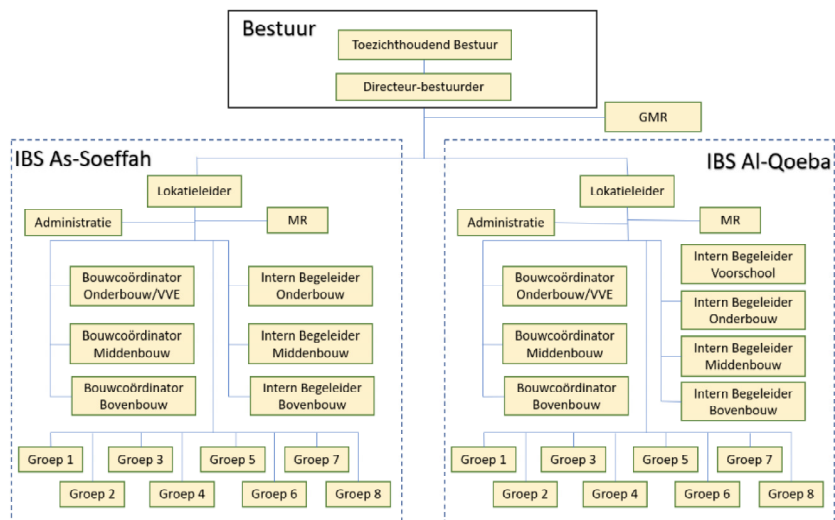 Bestuur
Toezichthoudend Bestuur
Directeur-bestuurder
GMR
IBS As-Soeffah
Lokatieleider
Administratie
MR
Bouwcoördinator
Onderbouw/VVE
Intern Begeleider
Onderbouw
Bouwcoördinator
Middenbouw
Intern Begeleider
Middenbouw
Bouwcoördinator
Bovenbouw
Intern Begeleider
Bovenbouw
Groep 1
Groep 2
Groep 3
Groep 4
Groep 5
Groep 6
Groep 7
Groep 8
IBS Al-Qoeba
Lokatieleider
Administratie
MR
Bouwcoördinator
Onderbouw/VVE
Bouwcoördinator
Middenbouw
Bouwcoördinator
Bovenbouw
Intern Begeleider
Voorschool
Intern Begeleider
Onderbouw
Intern Begeleider
Middenbouw
Intern Begeleider
Bovenbouw
Groep 1
Groep 2
Groep 3
Groep 4
Groep 5
Groep 6
Groep 7
Groep 8